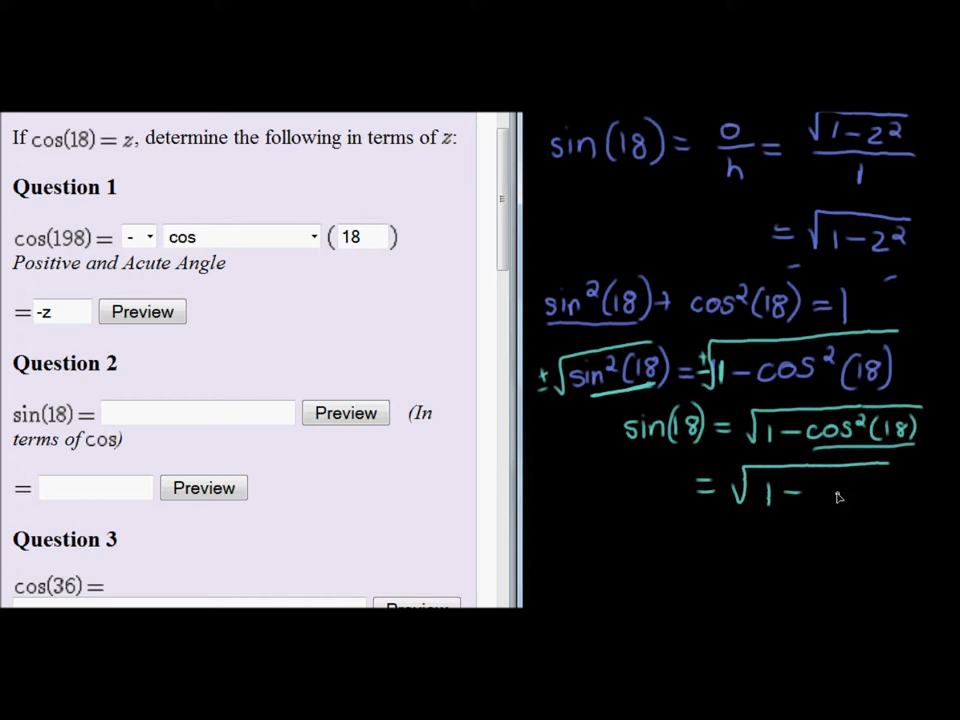 If cos(18) = z, determine the following in terms of z:
Question 1
cos(198) = - cos (18)
Positive and Acute Angle
= -z Preview
Question 2
sin(18) = Preview (In
terms of cos)
= Preview
Question 3
cos(36) =
Preview
sin(18) = o/h = √(1-z²)/1
= √(1-z²)
sin²(18) + cos²(18) = 1
±√sin²(18) = ±√1-cos²(18)
sin(18) = √1-cos²(18)
= √1-